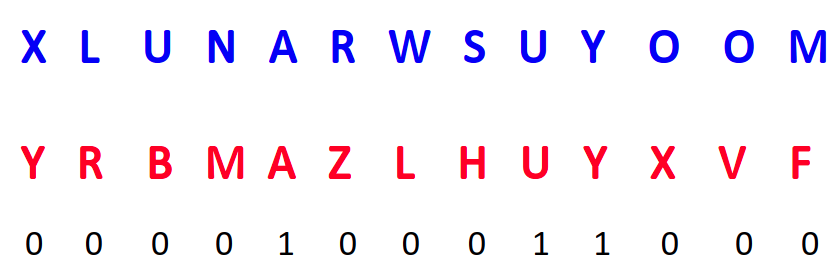 X L U N A R W S U Y O O M
Y R B M A Z L H U Y X V F
0 0 0 0 1 0 0 0 1 1 0 0 0